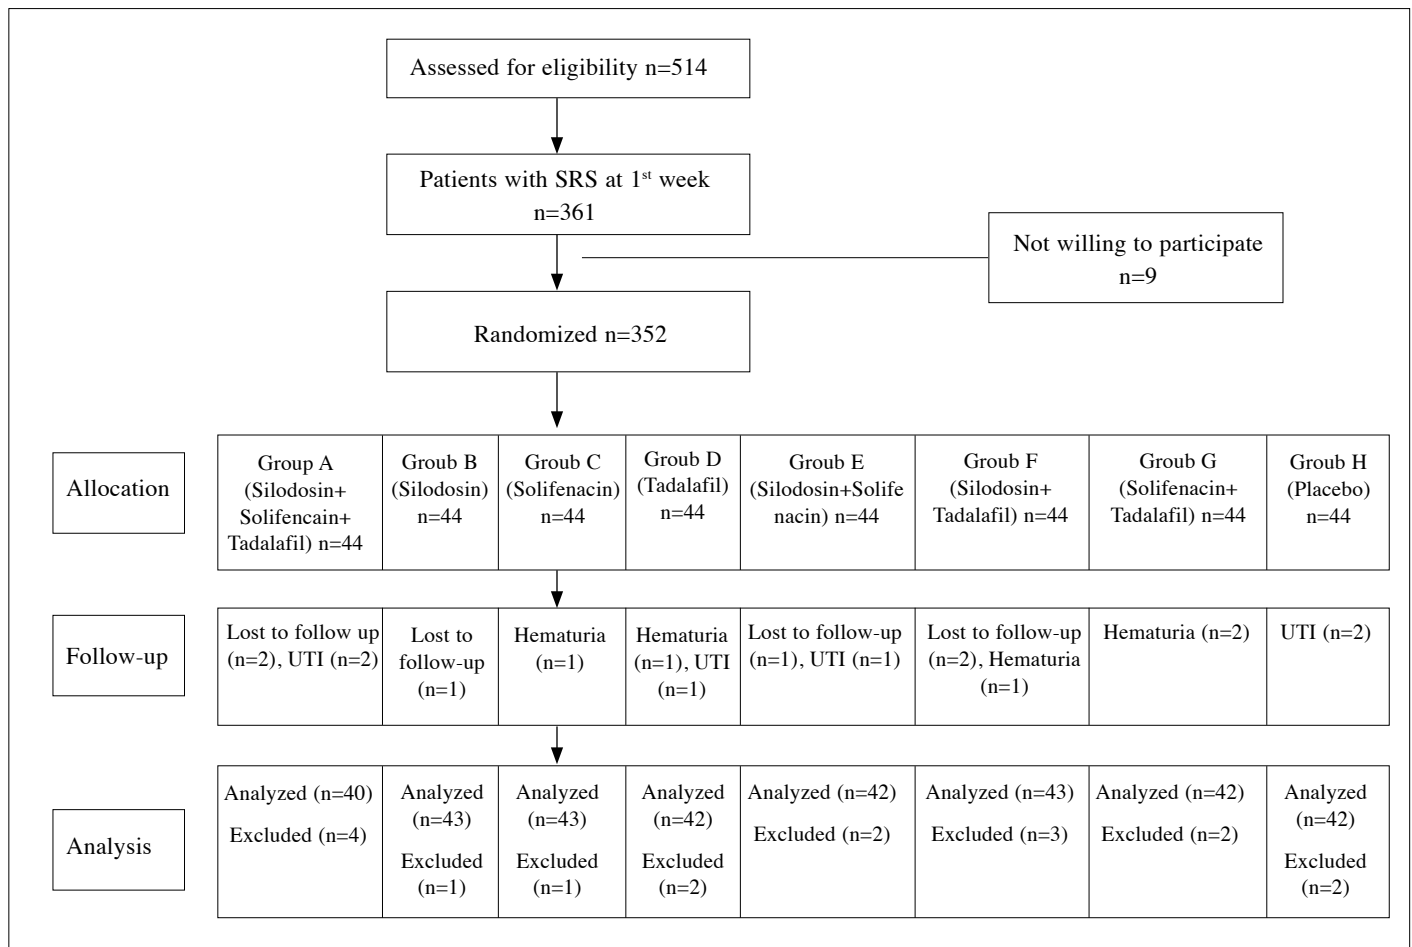 Assessed for eligibility n=514
Patients with SRS at 1st week
n=361
Not willing to participate
n=9
Randomized n=352
Allocation
Group A
(Silodosin+
Solifencain+
Tadalafil) n=44
Groub B
(Silodosin)
n=44
Groub C
(Solifenacin)
n=44
Groub D
(Tadalafil)
n=44
Groub E
(Silodosin+Solife
nacin) n=44
Groub F
(Silodosin+
Tadalafil) n=44
Groub G
(Solifenacin+
Tadalafil) n=44
Groub H
(Placebo)
n=44
Follow-up
Lost to follow up
(n=2), UTI (n=2)
Lost to
follow-up
(n=1)
Hematuria
(n=1)
Hematuria
(n=1), UTI
(n=1)
Lost to follow-up
(n=1), UTI (n=1)
Lost to follow-up
(n=2), Hematuria
(n=1)
Hematuria (n=2)
UTI (n=2)
Analysis
Analyzed (n=40)
Excluded (n=4)
Analyzed
(n=43)
Excluded
(n=1)
Analyzed
(n=43)
Excluded
(n=1)
Analyzed
(n=42)
Excluded
(n=2)
Analyzed (n=42)
Excluded (n=2)
Analyzed (n=43)
Excluded (n=3)
Analyzed (n=42)
Excluded (n=2)
Analyzed
(n=42)
Excluded
(n=2)